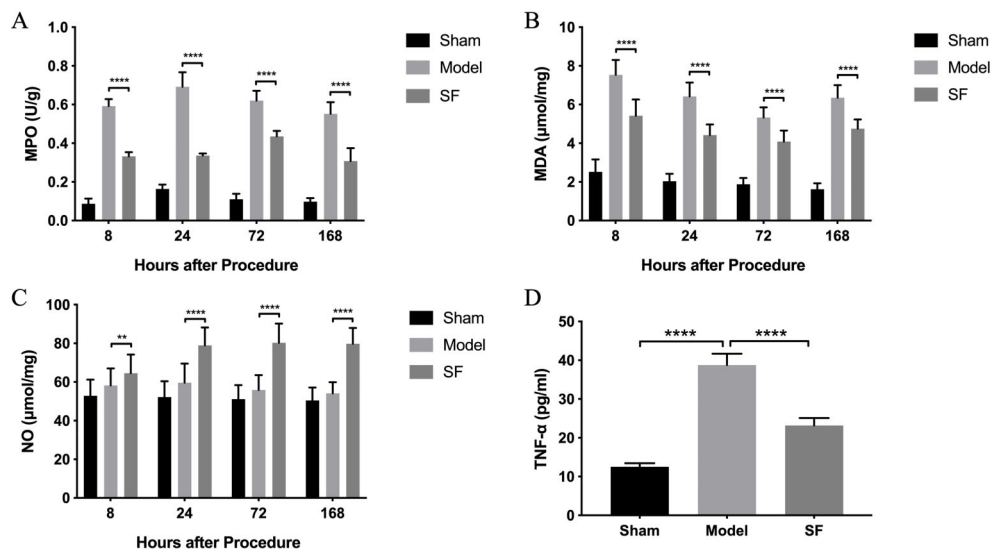 A
MPO (U/g)
1.0
0.8
0.6
0.4
0.2
0.0
****
****
****
****
8 24 72 168
Hours after Procedure
Sham
Model
SF
B
MDA (μmol/mg)
10
8
6
4
2
0
****
****
****
****
8 24 72 168
Hours after Procedure
Sham
Model
SF
C
NO (μmol/mg)
100
80
60
40
20
0
**
****
****
****
8 24 72 168
Hours after Procedure
Sham
Model
SF
D
TNF-α (pg/ml)
50
40
30
20
10
0
****
****
Sham Model SF